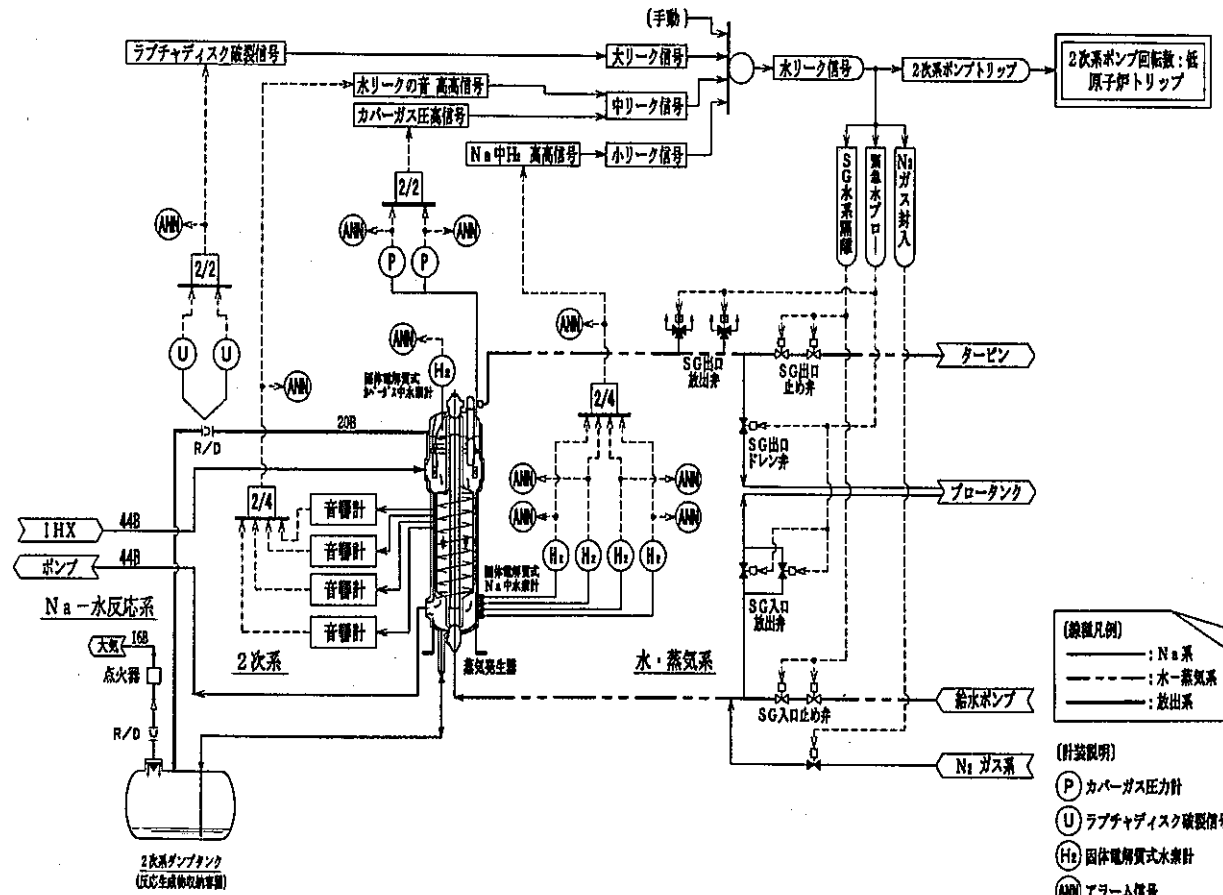 (手動)
ラプチャディスク破裂信号
大リーク信号
水リーク信号
2次系ポンプトリップ
2次系ポンプ回転数:低
原子炉トリップ
水リークの音 高高信号
中リーク信号
カバーガス圧高信号
Na中H₂ 高高信号
小リーク信号
SG水系隔離
緊急水ブロー
N₂ガス封入
2/2
ANN
ANN
ANN
P
P
2/2
U
U
ANN
ANN
H₂
ANN
固体電解質式
カバーガス中水素計
2/4
SG出口
放出弁
SG出口
止め弁
タービン
ANN
20B
R/D
SG出口
ドレン弁
2/4
ANN
ANN
ANN
ANN
ブロータンク
音響計
音響計
音響計
音響計
IHX
44B
ポンプ
44B
H₂
H₂
H₂
H₂
固体電解質式
Na中水素計
SG入口
放出弁
Na-水反応系
大気
16B
点火器
2次系
蒸気発生器
水・蒸気系
R/D
SG入口止め弁
給水ポンプ
N₂ ガス系
2次系ダンプタンク
(反応生成物収納容器)
(線種凡例)
:Na系
:水-蒸気系
:放出系
(計装説明)
P カバーガス圧力計
U ラプチャディスク破裂信号
H₂ 固体電解質式水素計
ANN アラーム信号